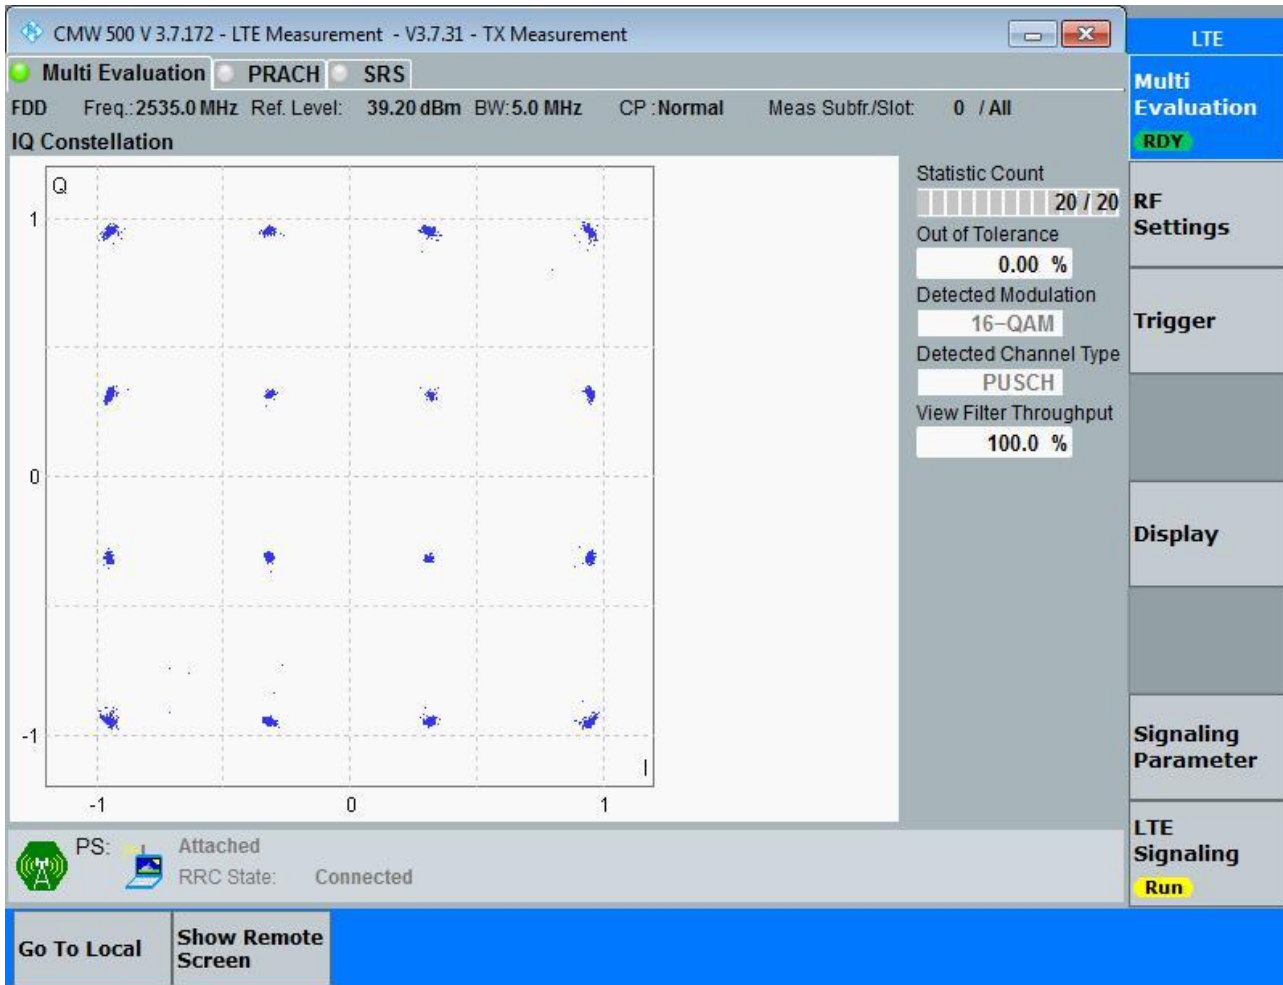 CMW 500 V 3.7.172 - LTE Measurement - V3.7.31 - TX Measurement
LTE
Multi Evaluation PRACH SRS
FDD Freq.: 2535.0 MHz Ref. Level: 39.20 dBm BW: 5.0 MHz CP : Normal Meas Subfr./Slot: 0 / All
IQ Constellation
Q
1
0
-1
-1 0 1
I
Statistic Count
20 / 20
Out of Tolerance
0.00 %
Detected Modulation
16-QAM
Detected Channel Type
PUSCH
View Filter Throughput
100.0 %
Multi
Evaluation
RDY
RF
Settings
Trigger
Display
Signaling
Parameter
LTE
Signaling
Run
PS: Attached
RRC State: Connected
Go To Local
Show Remote
Screen